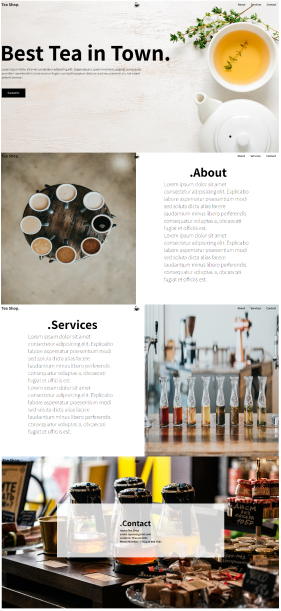 Tea Shop.
About Services Contact
Best Tea in Town.
Tea Shop.
About Services Contact
.About
Lorem ipsum dolor sit amet
consectetur adipisicing elit. Explicabo
labore aspernatur praesentium modi
sed soluta dicta alias facere
laudantium minus libero perferendis,
consequatur voluptas a, obcaecati
fugiat et officiis est.
Lorem ipsum dolor sit amet
consectetur adipisicing elit. Explicabo
labore aspernatur praesentium modi
sed soluta dicta alias facere
laudantium minus libero perferendis,
consequatur voluptas a, obcaecati
fugiat et officiis est.
Tea Shop.
About Services Contact
.Services
Lorem ipsum dolor sit amet
consectetur adipisicing elit. Explicabo
labore aspernatur praesentium modi
sed soluta dicta alias facere
laudantium minus libero perferendis,
consequatur voluptas a, obcaecati
fugiat et officiis est.
Lorem ipsum dolor sit amet
consectetur adipisicing elit. Explicabo
labore aspernatur praesentium modi
sed soluta dicta alias facere
laudantium minus libero perferendis,
consequatur voluptas a, obcaecati
fugiat et officiis est.
.Contact